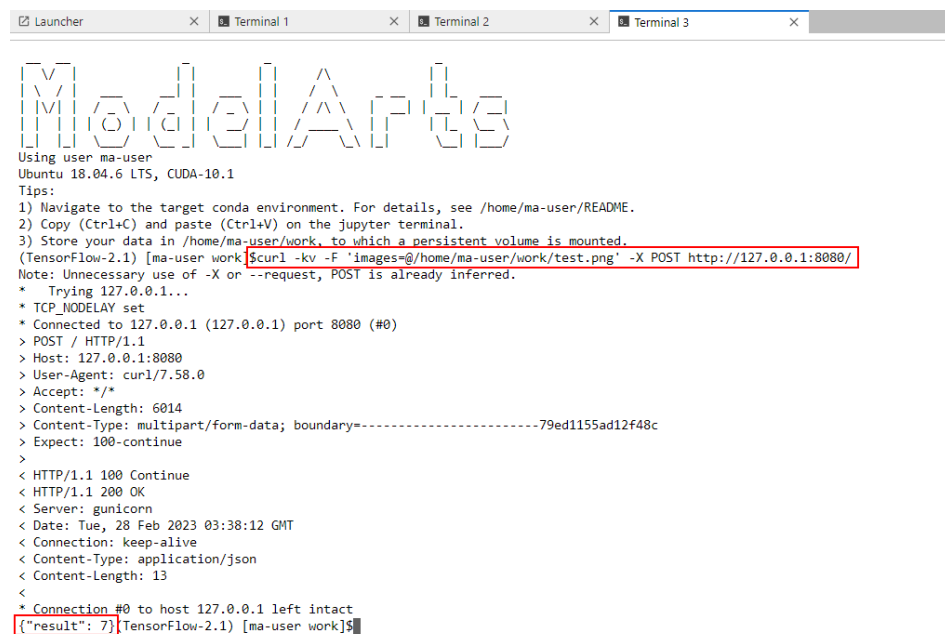 Launcher
Terminal 1
Terminal 2
Terminal 3
ModelArts
Using user ma-user
Ubuntu 18.04.6 LTS, CUDA-10.1
Tips:
1) Navigate to the target conda environment. For details, see /home/ma-user/README.
2) Copy (Ctrl+C) and paste (Ctrl+V) on the jupyter terminal.
3) Store your data in /home/ma-user/work, to which a persistent volume is mounted.
(TensorFlow-2.1) [ma-user work]$curl -kv -F 'images=@/home/ma-user/work/test.png' -X POST http://127.0.0.1:8080/
Note: Unnecessary use of -X or --request, POST is already inferred.
*   Trying 127.0.0.1...
* TCP_NODELAY set
* Connected to 127.0.0.1 (127.0.0.1) port 8080 (#0)
> POST / HTTP/1.1
> Host: 127.0.0.1:8080
> User-Agent: curl/7.58.0
> Accept: */*
> Content-Length: 6014
> Content-Type: multipart/form-data; boundary=------------------------79ed1155ad12f48c
> Expect: 100-continue
>
< HTTP/1.1 100 Continue
< HTTP/1.1 200 OK
< Server: gunicorn
< Date: Tue, 28 Feb 2023 03:38:12 GMT
< Connection: keep-alive
< Content-Type: application/json
< Content-Length: 13
<
* Connection #0 to host 127.0.0.1 left intact
{"result": 7}(TensorFlow-2.1) [ma-user work]$